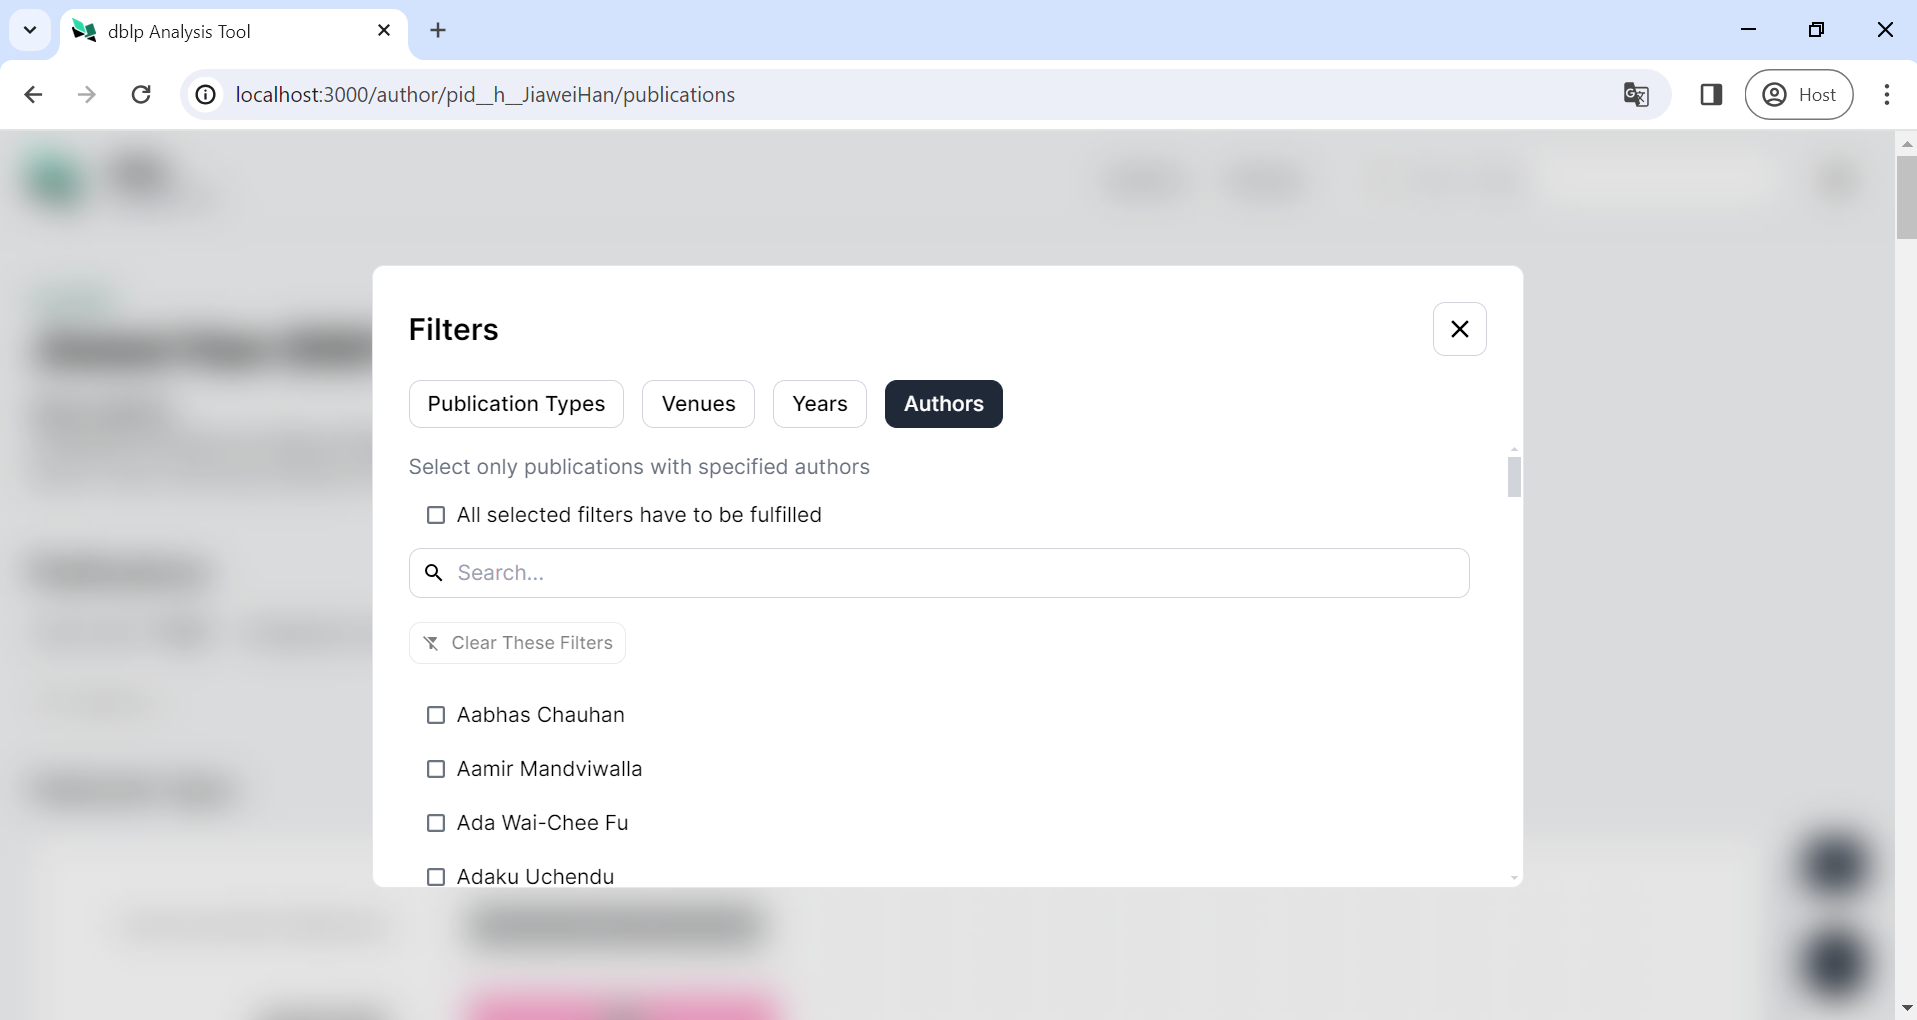 dblp Analysis Tool
localhost:3000/author/pid__h__JiaweiHan/publications
Host
Filters
Publication Types
Venues
Years
Authors
Select only publications with specified authors
All selected filters have to be fulfilled
Search...
Clear These Filters
Aabhas Chauhan
Aamir Mandviwalla
Ada Wai-Chee Fu
Adaku Uchendu